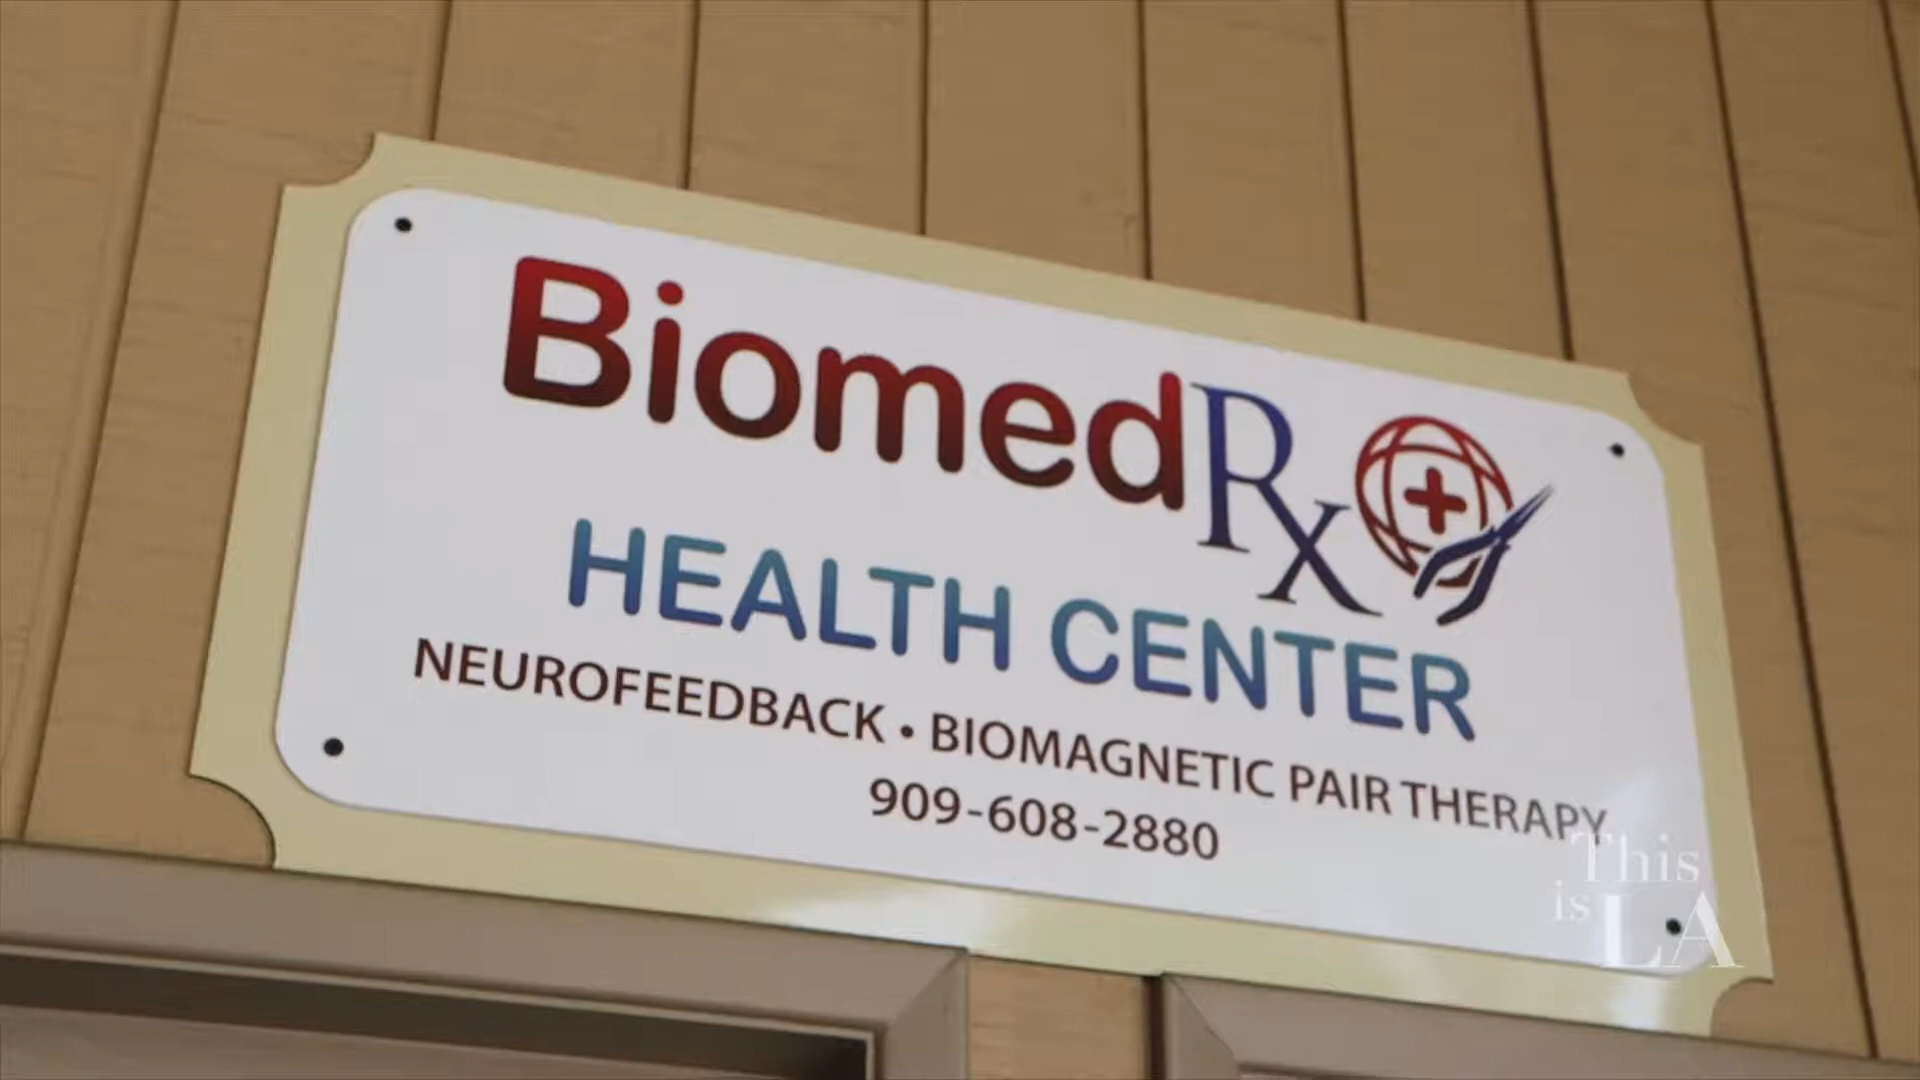 BiomedRx
HEALTH CENTER
NEUROFEEDBACK • BIOMAGNETIC PAIR THERAPY
909-608-2880
This
is LA